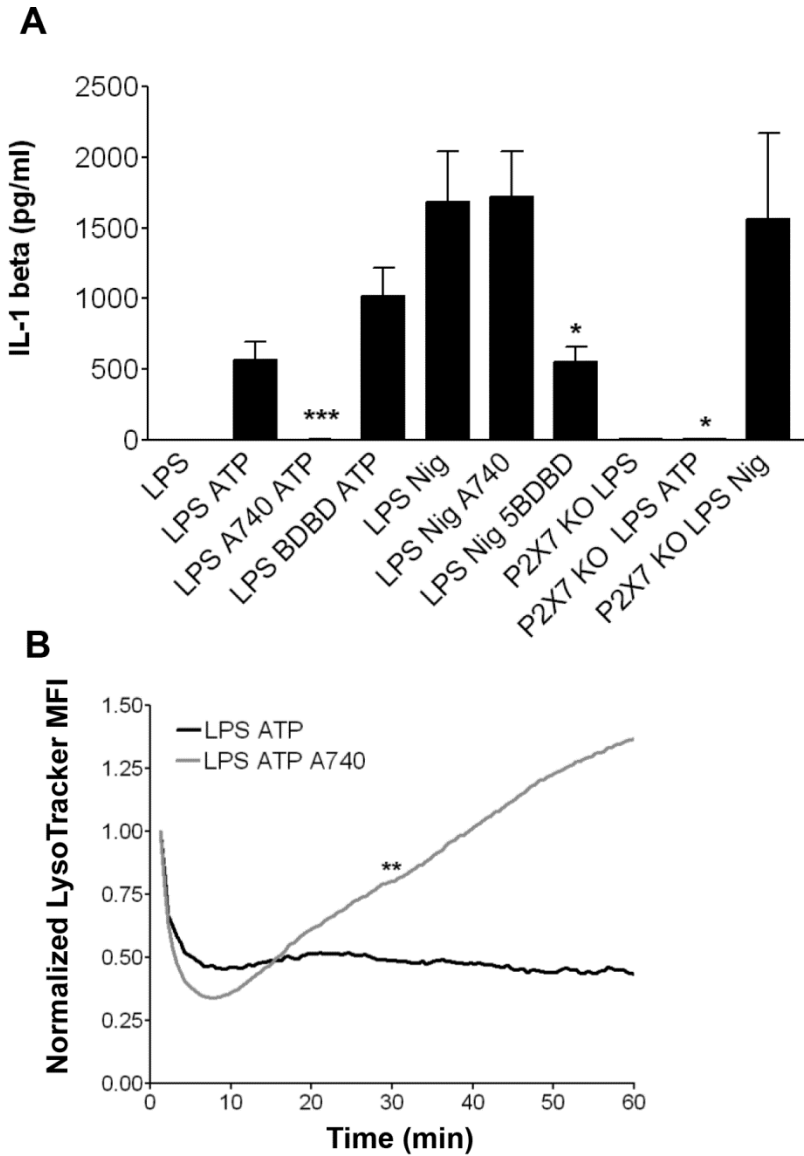 A
IL-1 beta (pg/ml)
2500
2000
1500
1000
500
0
***
*
*
LPS
LPS ATP
LPS A740 ATP
LPS BDBD ATP
LPS Nig
LPS Nig A740
LPS Nig 5BDBD
P2X7 KO LPS
P2X7 KO LPS ATP
P2X7 KO LPS Nig
B
Normalized LysoTracker MFI
1.50
1.25
1.00
0.75
0.50
0.25
0.00
LPS ATP
LPS ATP A740
**
0 10 20 30 40 50 60
Time (min)